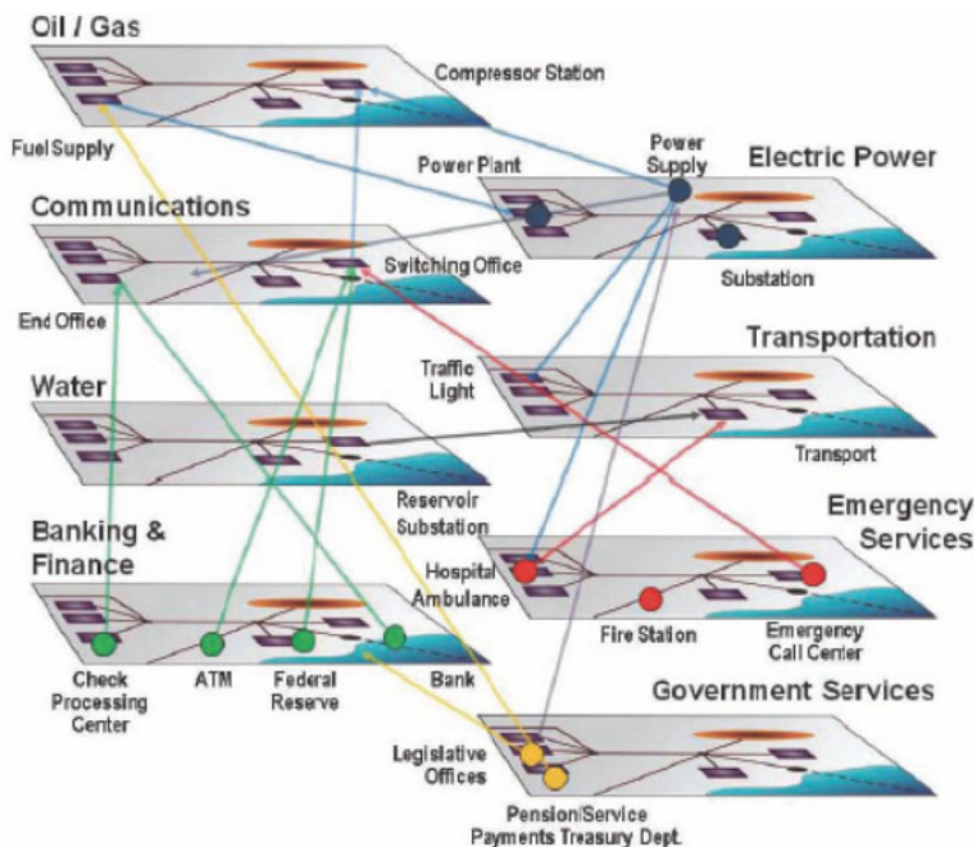 Oil / Gas
Compressor Station
Fuel Supply
Power Plant
Power
Supply
Electric Power
Substation
Communications
Switching Office
End Office
Transportation
Traffic
Light
Transport
Water
Reservoir
Substation
Banking &
Finance
Check
Processing
Center
ATM
Federal
Reserve
Bank
Emergency
Services
Hospital
Ambulance
Fire Station
Emergency
Call Center
Government Services
Legislative
Offices
Pension/Service
Payments Treasury Dept.